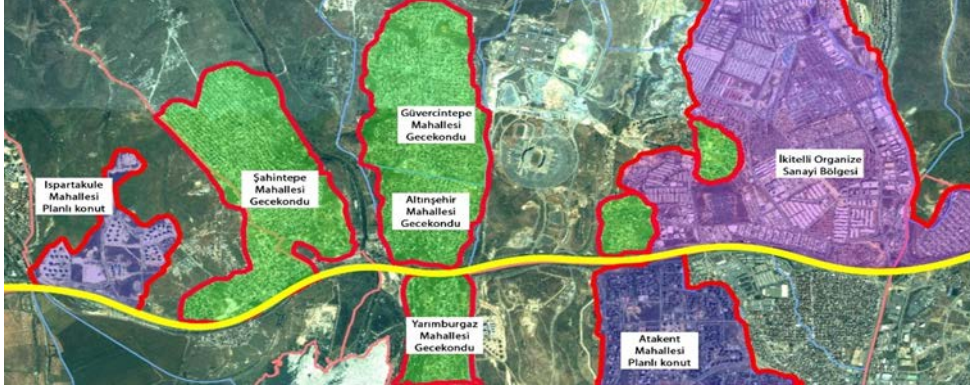 Güvercintepe
Mahallesi
Gecekondu
İkitelli Organize
Sanayi Bölgesi
Ispartakule
Mahallesi
Planlı konut
Şahintepe
Mahallesi
Gecekondu
Altınşehir
Mahallesi
Gecekondu
Yarımburgaz
Mahallesi
Gecekondu
Atakent
Mahallesi
Planlı konut